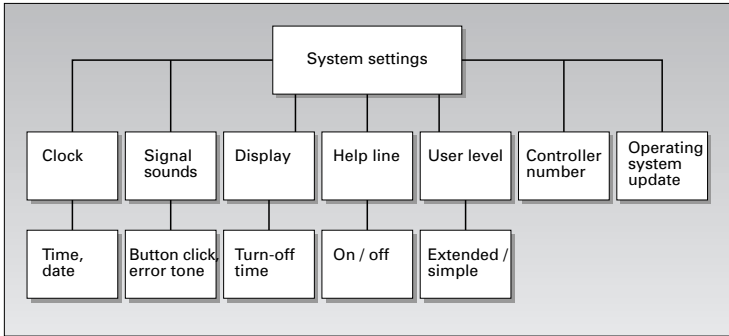 System settings
Clock
Signal
sounds
Display
Help line
User level
Controller
number
Operating
system
update
Time,
date
Button click,
error tone
Turn-off
time
On / off
Extended /
simple